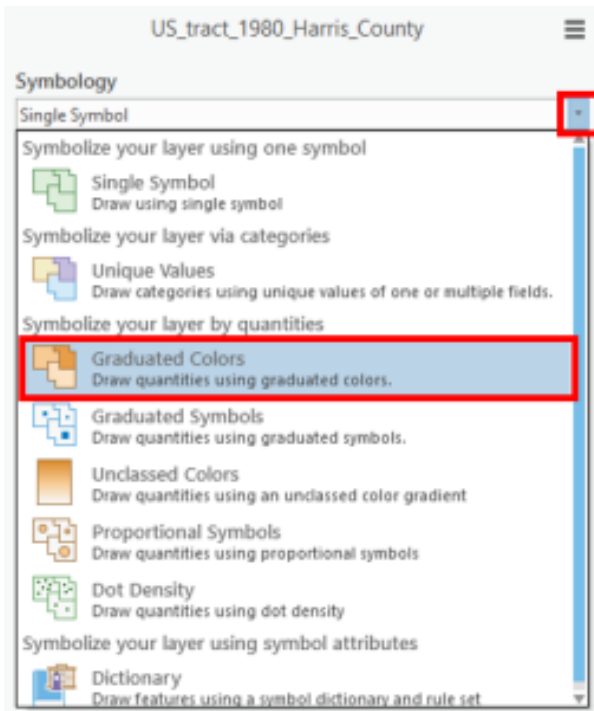 US_tract_1980_Harris_County
Symbology
Single Symbol
Symbolize your layer using one symbol
Single Symbol
Draw using single symbol
Symbolize your layer via categories
Unique Values
Draw categories using unique values of one or multiple fields.
Symbolize your layer by quantities
Graduated Colors
Draw quantities using graduated colors.
Graduated Symbols
Draw quantities using graduated symbols.
Unclassed Colors
Draw quantities using an unclassed color gradient
Proportional Symbols
Draw quantities using proportional symbols
Dot Density
Draw quantities using dot density
Symbolize your layer using symbol attributes
Dictionary
Draw features using a symbol dictionary and rule set